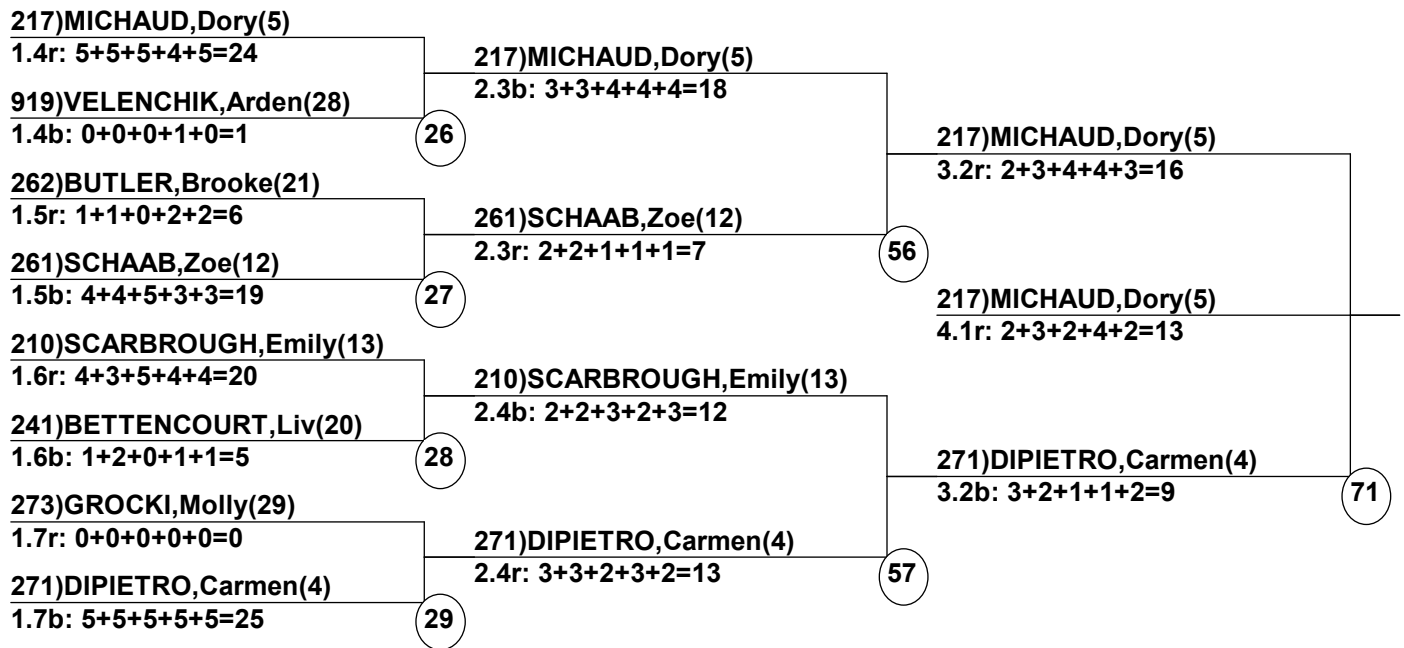 217)MICHAUD,Dory(5)
1.4r: 5+5+5+4+5=24
919)VELENCHIK,Arden(28)
1.4b: 0+0+0+1+0=1
26
262)BUTLER,Brooke(21)
1.5r: 1+1+0+2+2=6
261)SCHAAB,Zoe(12)
1.5b: 4+4+5+3+3=19
27
210)SCARBROUGH,Emily(13)
1.6r: 4+3+5+4+4=20
241)BETTENCOURT,Liv(20)
1.6b: 1+2+0+1+1=5
28
273)GROCKI,Molly(29)
1.7r: 0+0+0+0+0=0
271)DIPIETRO,Carmen(4)
1.7b: 5+5+5+5+5=25
29
217)MICHAUD,Dory(5)
2.3b: 3+3+4+4+4=18
261)SCHAAB,Zoe(12)
2.3r: 2+2+1+1+1=7
56
210)SCARBROUGH,Emily(13)
2.4b: 2+2+3+2+3=12
271)DIPIETRO,Carmen(4)
2.4r: 3+3+2+3+2=13
57
217)MICHAUD,Dory(5)
3.2r: 2+3+4+4+3=16
217)MICHAUD,Dory(5)
4.1r: 2+3+2+4+2=13
271)DIPIETRO,Carmen(4)
3.2b: 3+2+1+1+2=9
71